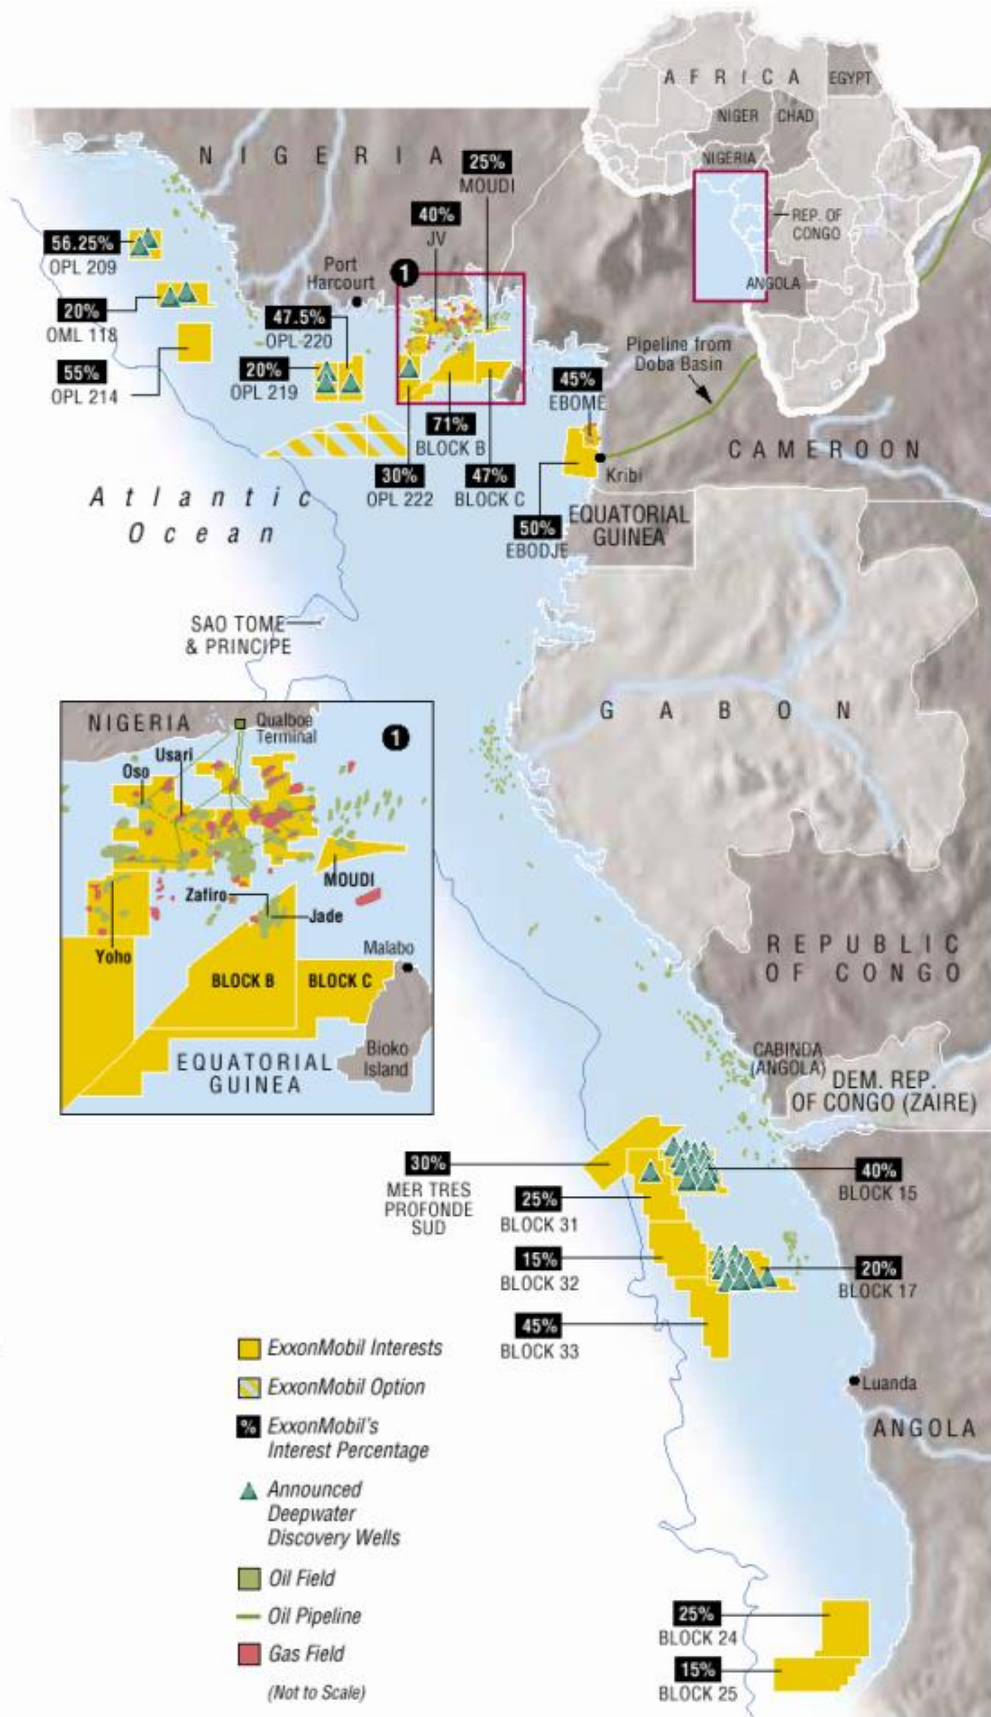 A F R I C A
EGYPT
NIGER
CHAD
NIGERIA
REP. OF
CONGO
ANGOLA
N I G E R I A
25%
MOUDI
40%
JV
56.25%
OPL 209
1
Port
Harcourt
20%
OML 118
47.5%
OPL-220
55%
OPL 214
20%
OPL 219
Pipeline from
Doba Basin
45%
EBOME
71%
BLOCK B
C A M E R O O N
30%
OPL 222
47%
BLOCK C
Kribi
A t l a n t i c
O c e a n
50%
EBODJE
EQUATORIAL
GUINEA
SAO TOME
& PRINCIPE
G A B O N
NIGERIA
Qualboe
Terminal
1
Usari
Oso
MOUDI
Zafiro
Jade
Yoho
Malabo
BLOCK B
BLOCK C
Bioko
Island
EQUATORIAL
GUINEA
REPUBLIC
OF CONGO
CABINDA
(ANGOLA)
DEM. REP.
OF CONGO (ZAIRE)
30%
MER TRES
PROFONDE
SUD
40%
BLOCK 15
25%
BLOCK 31
15%
BLOCK 32
20%
BLOCK 17
45%
BLOCK 33
Luanda
ANGOLA
ExxonMobil Interests
ExxonMobil Option
% ExxonMobil's
Interest Percentage
Announced
Deepwater
Discovery Wells
Oil Field
Oil Pipeline
Gas Field
(Not to Scale)
25%
BLOCK 24
15%
BLOCK 25